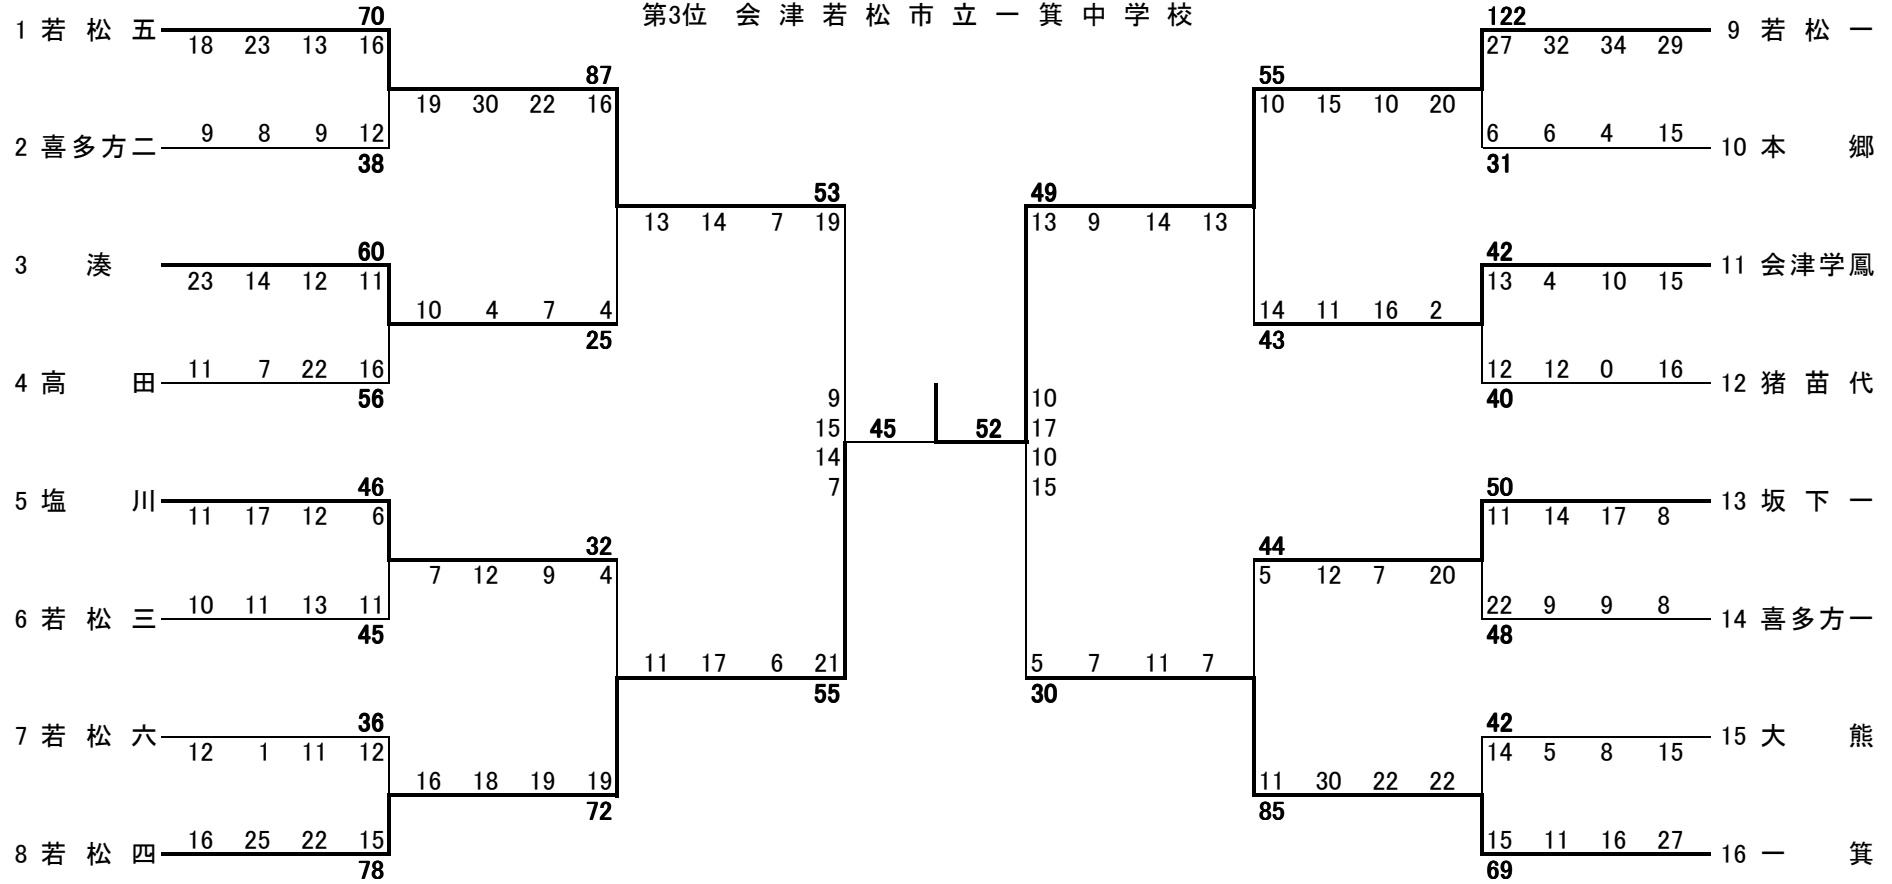 第3位 会津若松市立一箕中学校
70 122
1 若松五 9 若松一
18 23 13 16 27 32 34 29
87 55
19 30 22 16 10 15 10 20
9 8 9 12 6 6 4 15
2 喜多方二 10 本郷
38 31
53 49
13 14 7 19 13 9 14 13
60 42
3 湊 11 会津学鳳
23 14 12 11 13 4 10 15
10 4 7 4 14 11 16 2
25 43
11 7 22 16 12 12 0 16
4 高田 12 猪苗代
56 40
9 10
15 45 52 17
14 10
7 15
46 50
5 塩川 13 坂下一
11 17 12 6 11 14 17 8
32 44
7 12 9 4 5 12 7 20
10 11 13 11 22 9 9 8
6 若松三 14 喜多方一
45 48
11 17 6 21 5 7 11 7
55 30
36 42
7 若松六 15 大熊
12 1 11 12 14 5 8 15
16 18 19 19 11 30 22 22
72 85
16 25 22 15 15 11 16 27
8 若松四 16 一箕
78 69